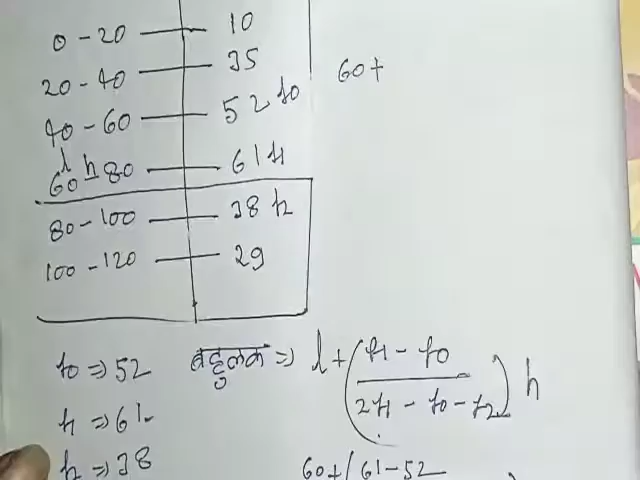 0 - 20 10
20 - 40 35
60+
40 - 60 52 f0
l h
60 - 80 61 f1
80 - 100 38 f2
100 - 120 29
f0 => 52
बहुलक => l + (f1 - f0 / 2f1 - f0 - f2) h
f1 => 61
f2 => 38
60 + ( 61 - 52